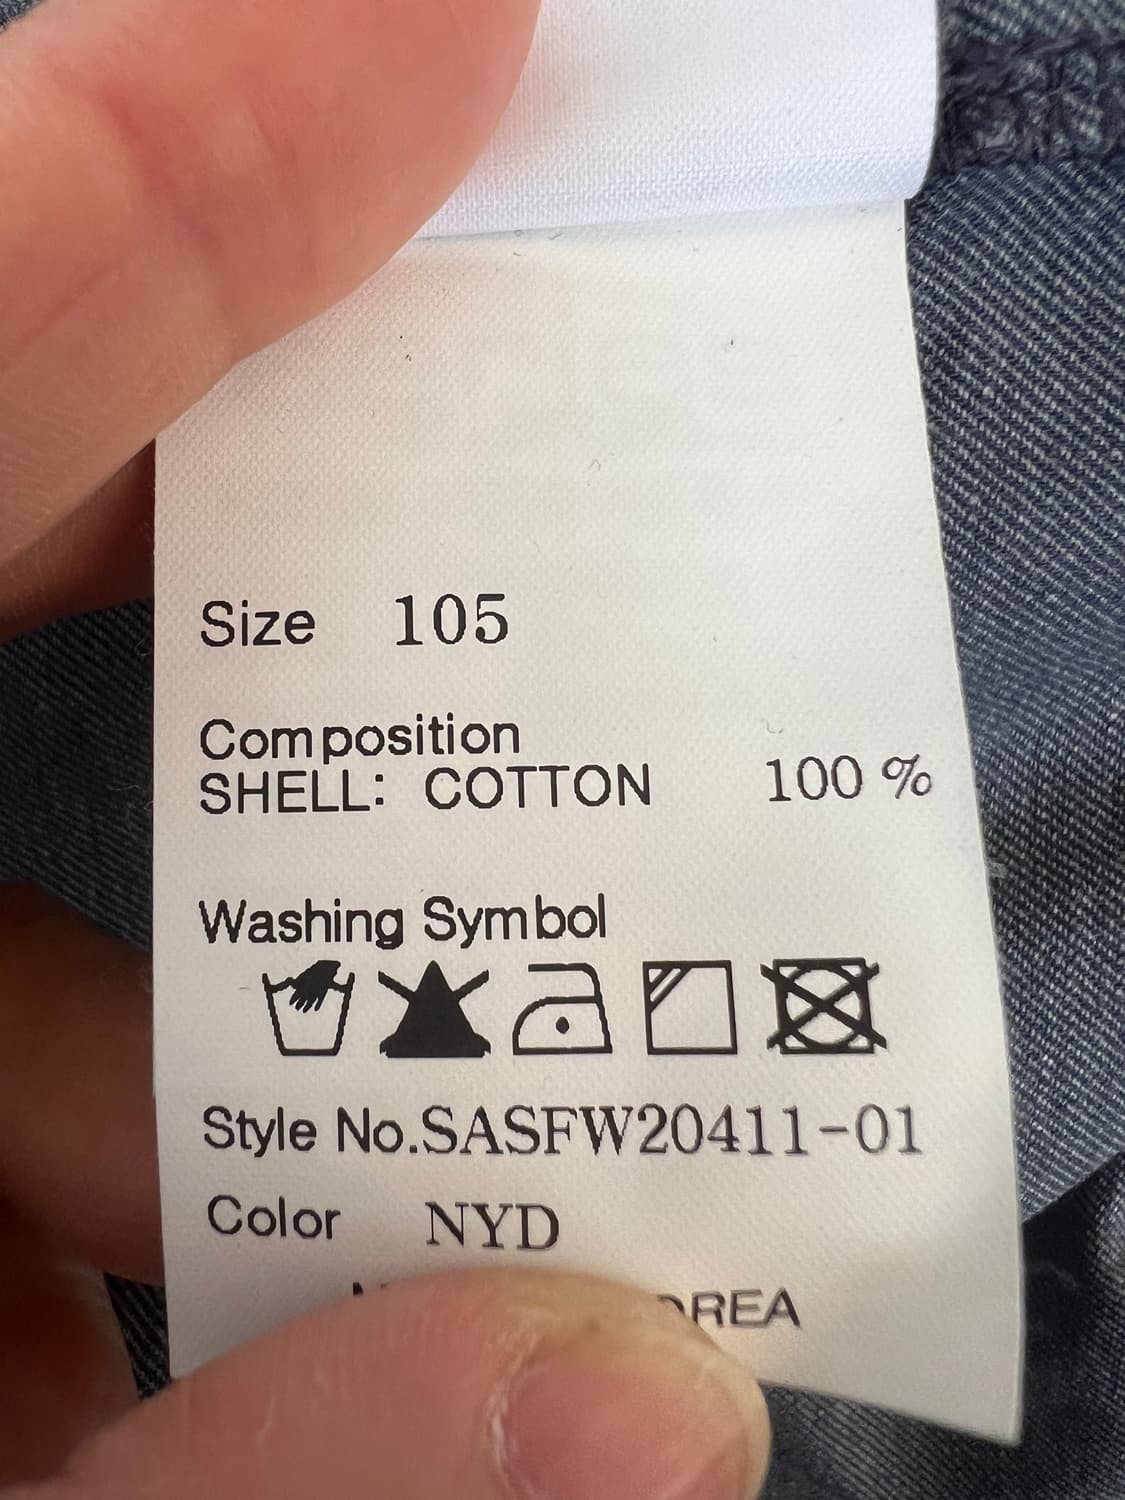 Size 105
Composition
SHELL: COTTON 100 %
Washing Symbol
Style No.SASFW20411-01
Color NYD